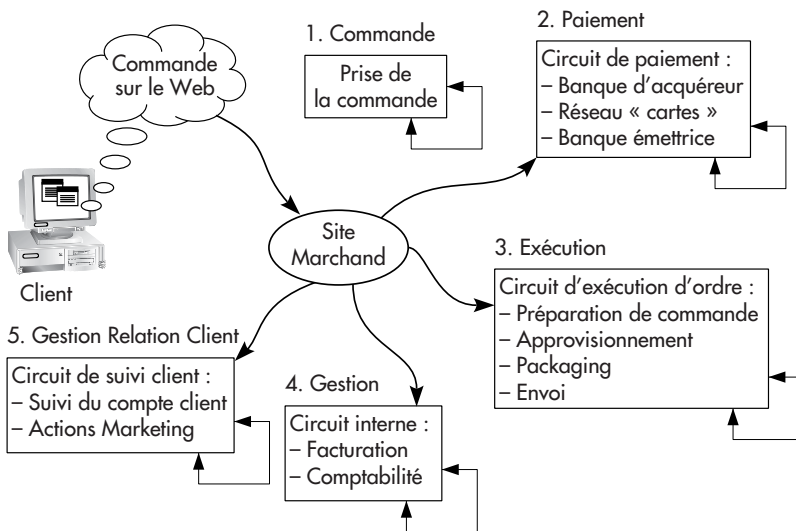 Commande
sur le Web
Client
1. Commande
Prise de
la commande
2. Paiement
Circuit de paiement :
– Banque d'acquéreur
– Réseau « cartes »
– Banque émettrice
Site
Marchand
3. Exécution
Circuit d'exécution d'ordre :
– Préparation de commande
– Approvisionnement
– Packaging
– Envoi
4. Gestion
Circuit interne :
– Facturation
– Comptabilité
5. Gestion Relation Client
Circuit de suivi client :
– Suivi du compte client
– Actions Marketing